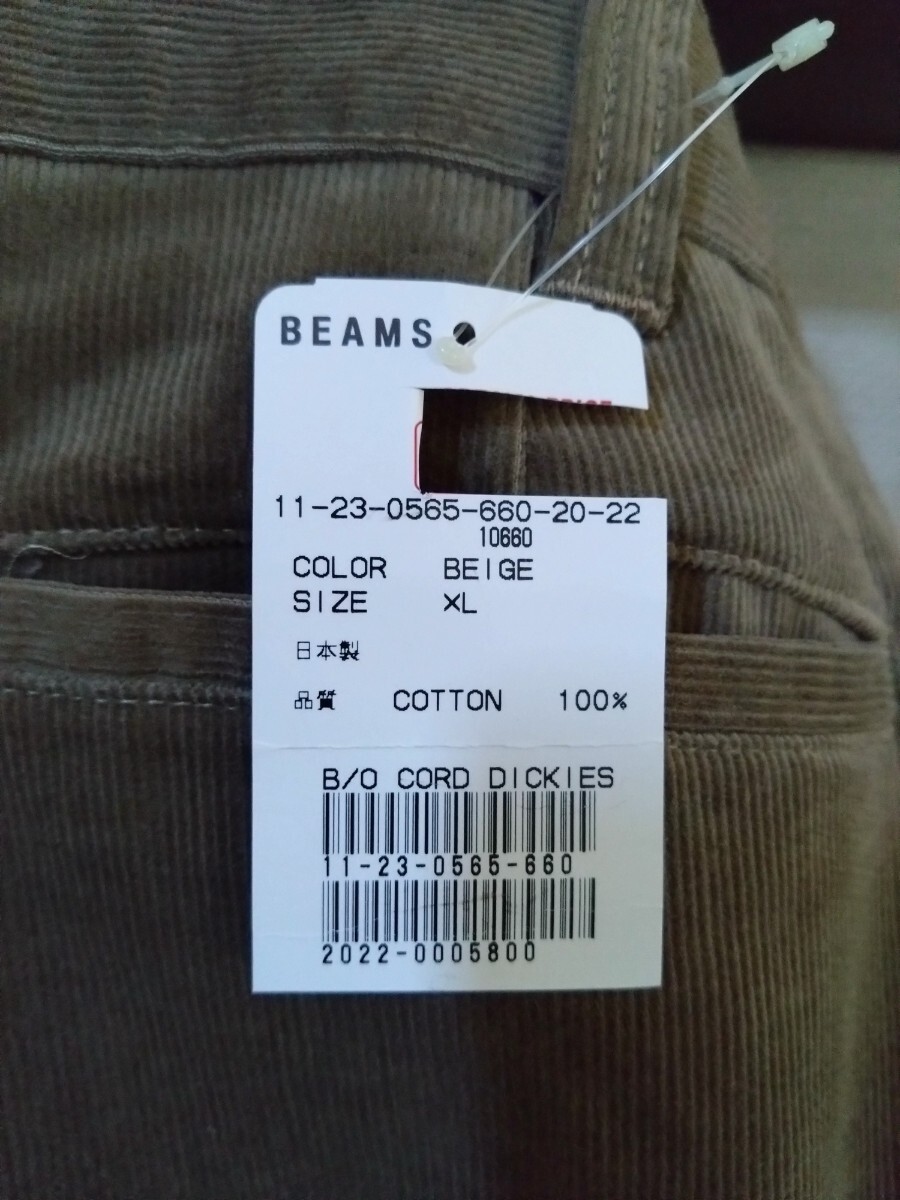 BEAMS
11-23-0565-660-20-22
10660
COLOR BEIGE
SIZE XL
日本製
品質 COTTON 100%
B/O CORD DICKIES
11-23-0565-660
2022-0005800